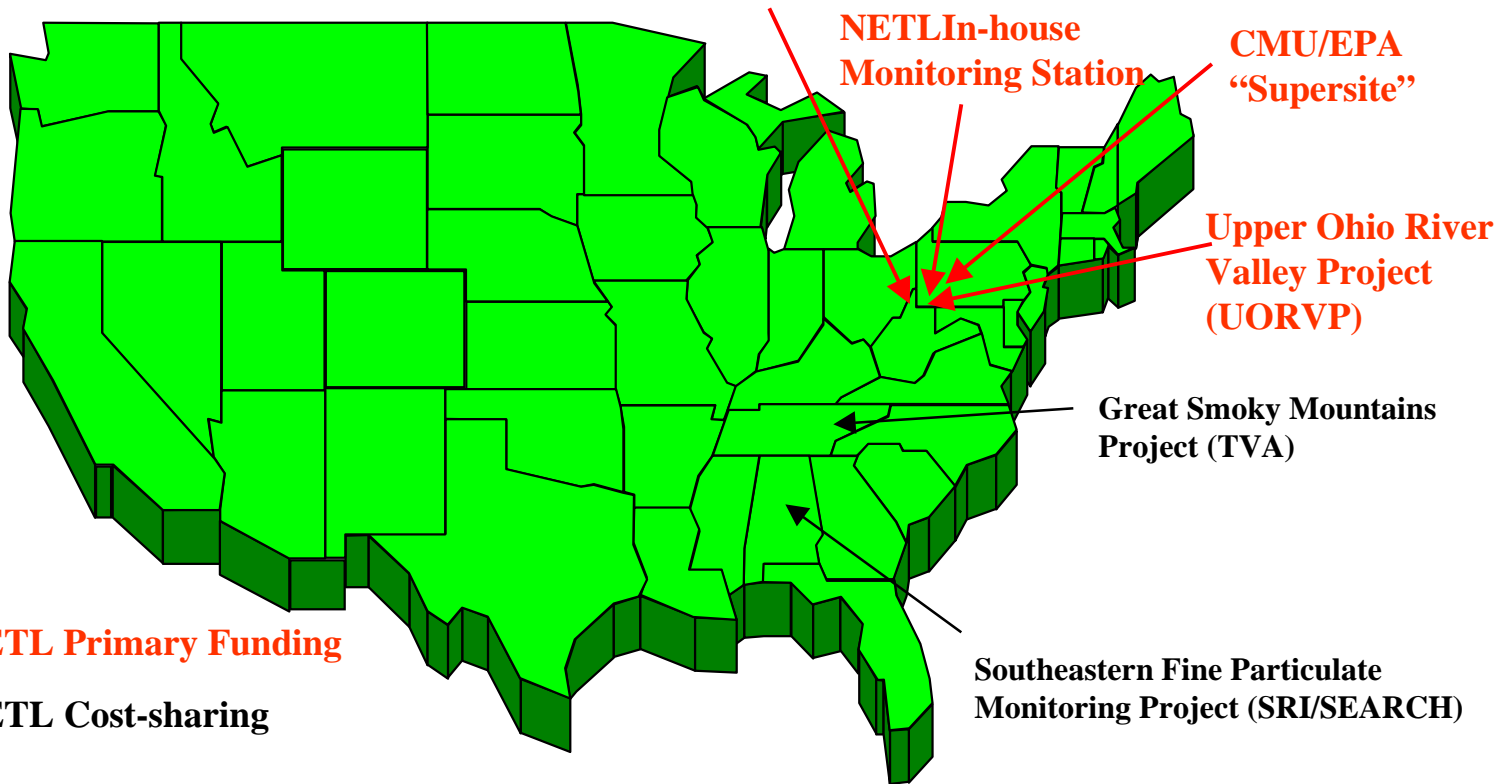 NETLIn-house
Monitoring Station
CMU/EPA
“Supersite”
Upper Ohio River
Valley Project
(UORVP)
Great Smoky Mountains
Project (TVA)
Southeastern Fine Particulate
Monitoring Project (SRI/SEARCH)
ETL Primary Funding
ETL Cost-sharing